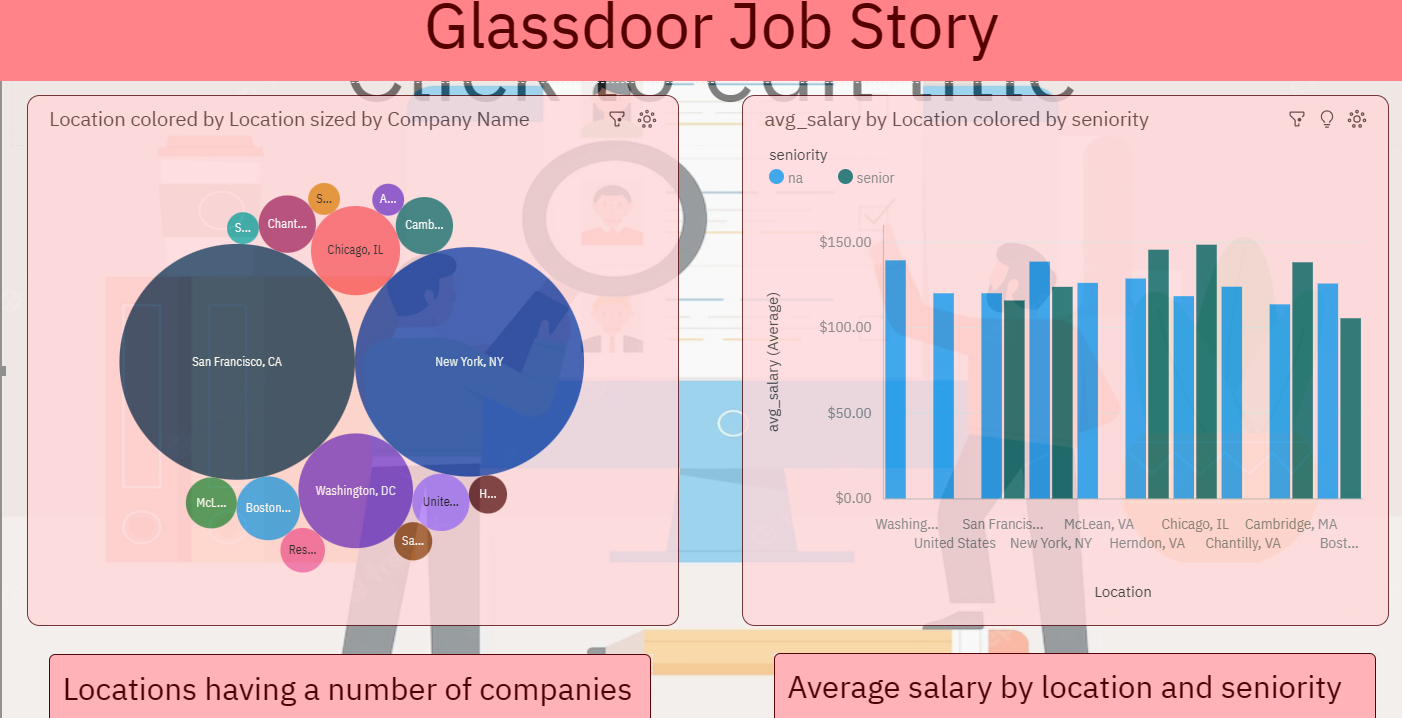 Glassdoor Job Story
Click to edit title
Location colored by Location sized by Company Name
S...
A...
S...
Chant...
Camb...
Chicago, IL
San Francisco, CA
New York, NY
Washington, DC
McL...
Boston...
Unite...
H...
Res...
Sa...
avg_salary by Location colored by seniority
seniority
na
senior
avg_salary (Average)
$150.00
$100.00
$50.00
$0.00
Washing...
San Francis...
McLean, VA
Chicago, IL
Cambridge, MA
United States
New York, NY
Herndon, VA
Chantilly, VA
Bost...
Location
Locations having a number of companies
Average salary by location and seniority